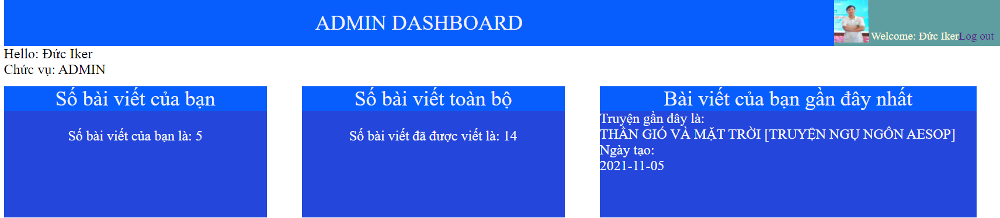 ADMIN DASHBOARD
Welcome: Đức Iker Log out
Hello: Đức Iker
Chức vụ: ADMIN
Số bài viết của bạn
Số bài viết của bạn là: 5
Số bài viết toàn bộ
Số bài viết đã được viết là: 14
Bài viết của bạn gần đây nhất
Truyện gần đây là:
THẦN GIÓ VÀ MẶT TRỜI [TRUYỆN NGỤ NGÔN AESOP]
Ngày tạo:
2021-11-05